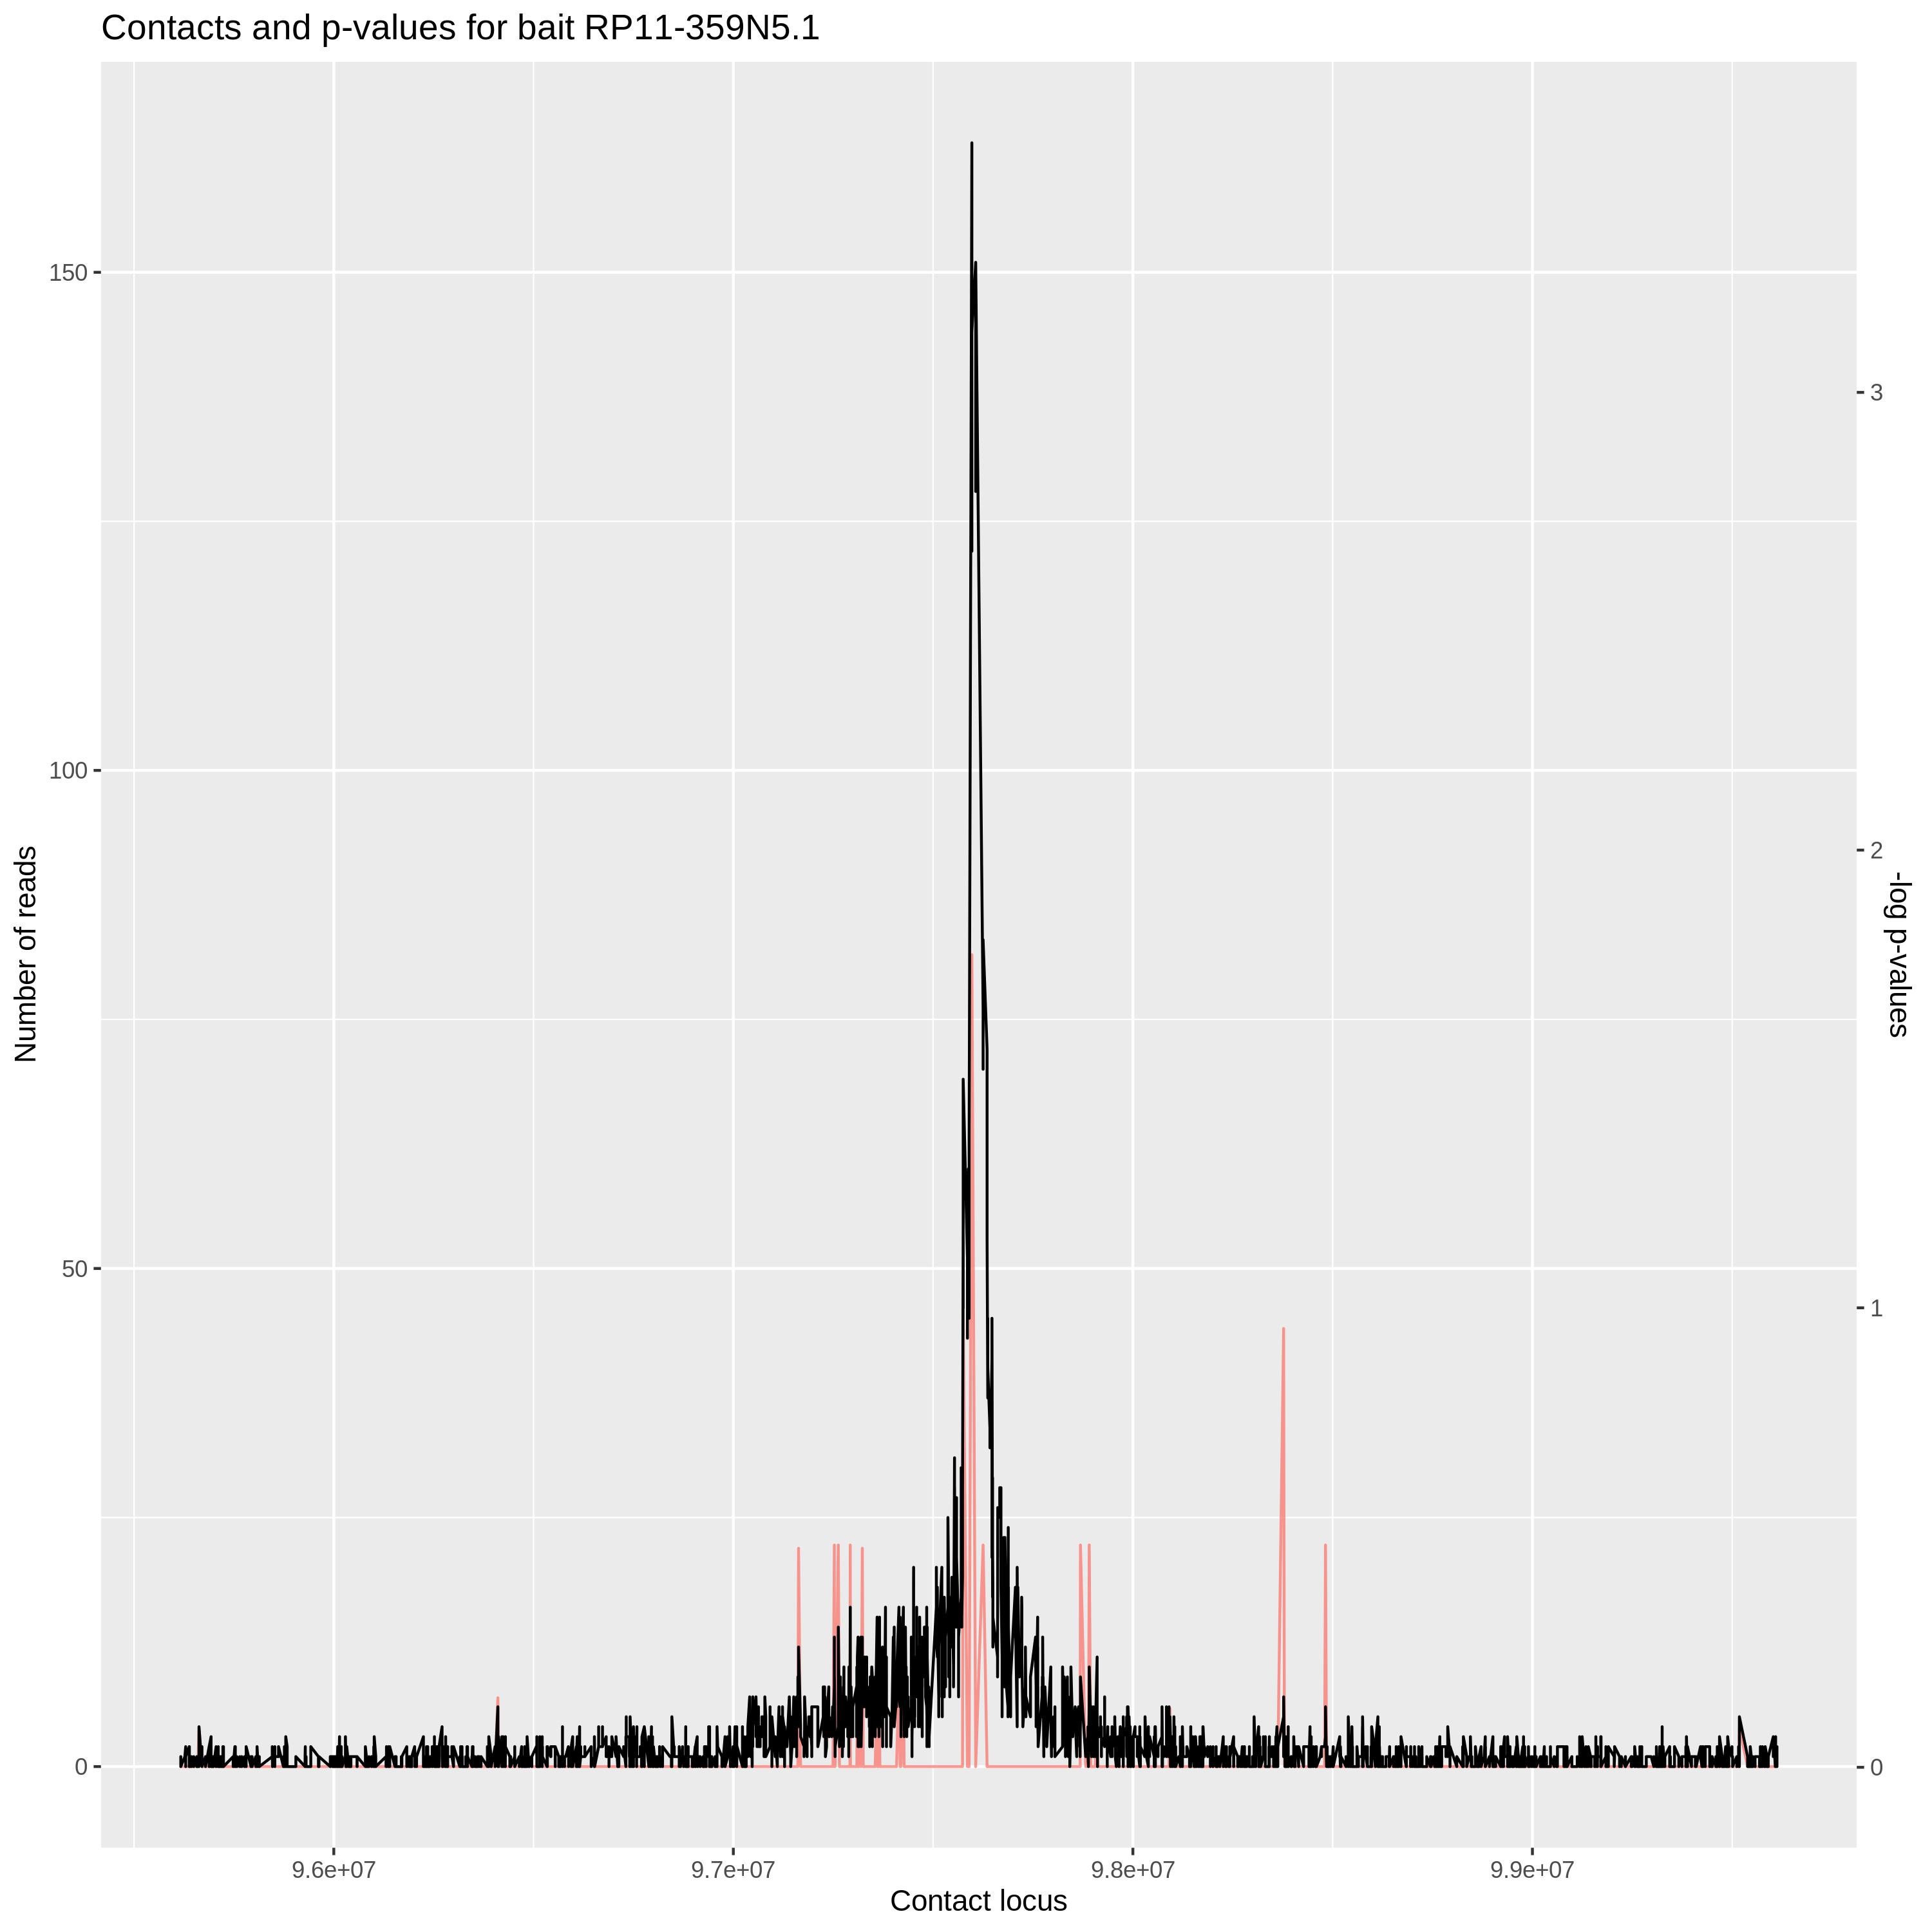 Contacts and p-values for bait RP11-359N5.1
Number of reads
150
100
50
0
3
2
1
0
-log p-values
9.6e+07
9.7e+07
9.8e+07
9.9e+07
Contact locus